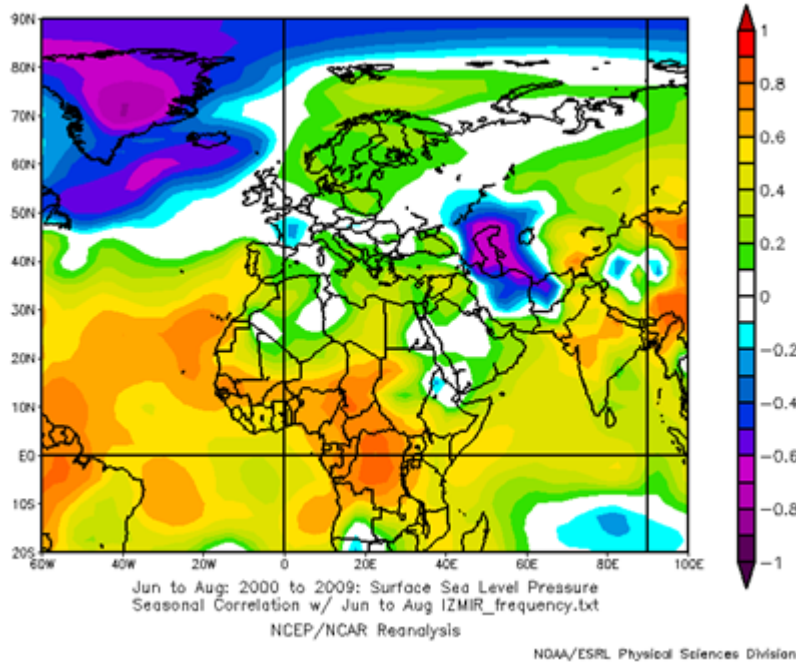 90N
80N
70N
60N
50N
40N
30N
20N
10N
EQ
10S
20S
60W 40W 20W 0 20E 40E 60E 80E 100E
1
0.8
0.6
0.4
0.2
0
-0.2
-0.4
-0.6
-0.8
-1
Jun to Aug: 2000 to 2009: Surface Sea Level Pressure
Seasonal Correlation w/ Jun to Aug IZMIR_frequency.txt
NCEP/NCAR Reanalysis
NOAA/ESRL Physical Sciences Division